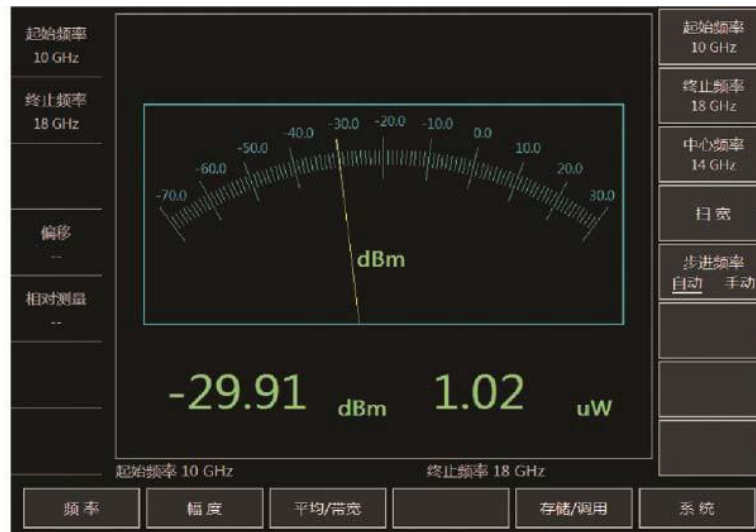 起始频率
10 GHz
终止频率
18 GHz
偏移
--
相对测量
--
-70.0
-60.0
-50.0
-40.0
-30.0
-20.0
-10.0
0.0
10.0
20.0
30.0
dBm
-29.91 dBm 1.02 uW
起始频率 10 GHz 终止频率 18 GHz
起始频率
10 GHz
终止频率
18 GHz
中心频率
14 GHz
扫宽
步进频率
自动 手动
频率 幅度 平均/带宽 存储/调用 系统